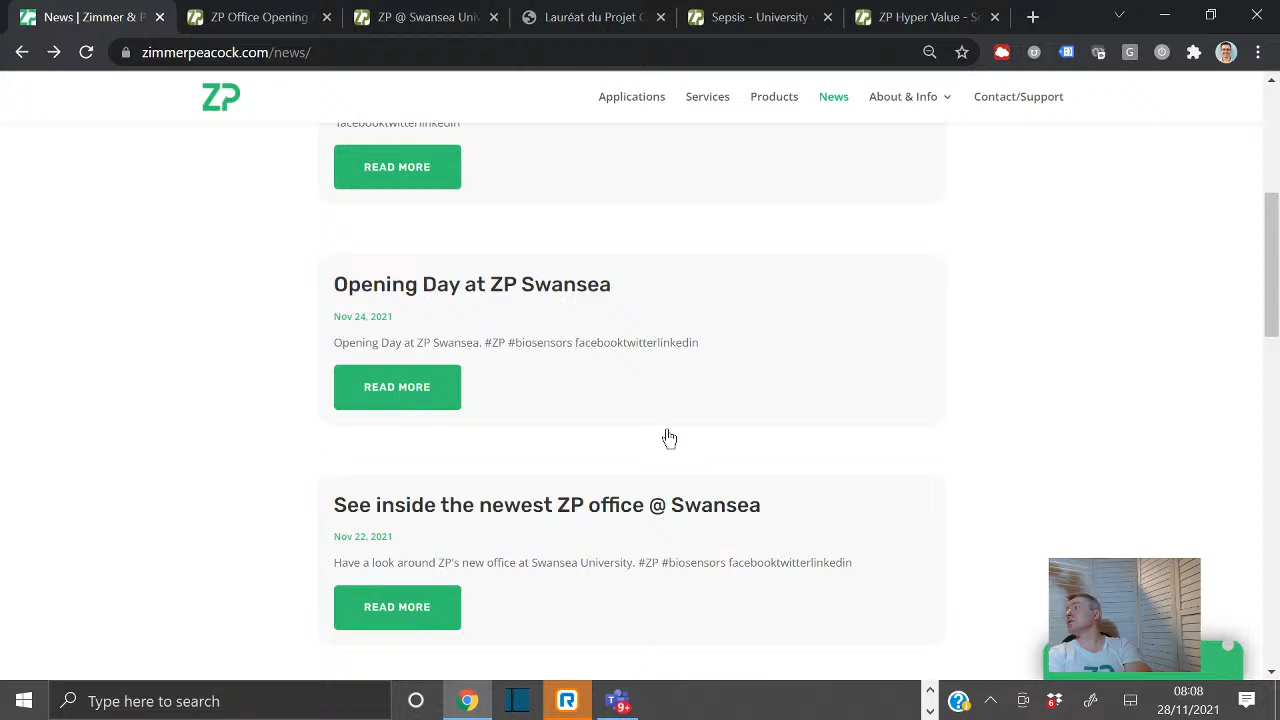 News | Zimmer & P
ZP Office Opening
ZP @ Swansea Uni
Lauréat du Projet C
Sepsis - University
ZP Hyper Value - S
zimmerpeacock.com/news/
ZP
Applications
Services
Products
News
About & Info
Contact/Support
facebooktwitterlinkedin
READ MORE
Opening Day at ZP Swansea
Nov 24, 2021
Opening Day at ZP Swansea. #ZP #biosensors facebooktwitterlinkedin
READ MORE
See inside the newest ZP office @ Swansea
Nov 22, 2021
Have a look around ZP's new office at Swansea University. #ZP #biosensors facebooktwitterlinkedin
READ MORE
ZP
Type here to search
9+
6
08:08
28/11/2021